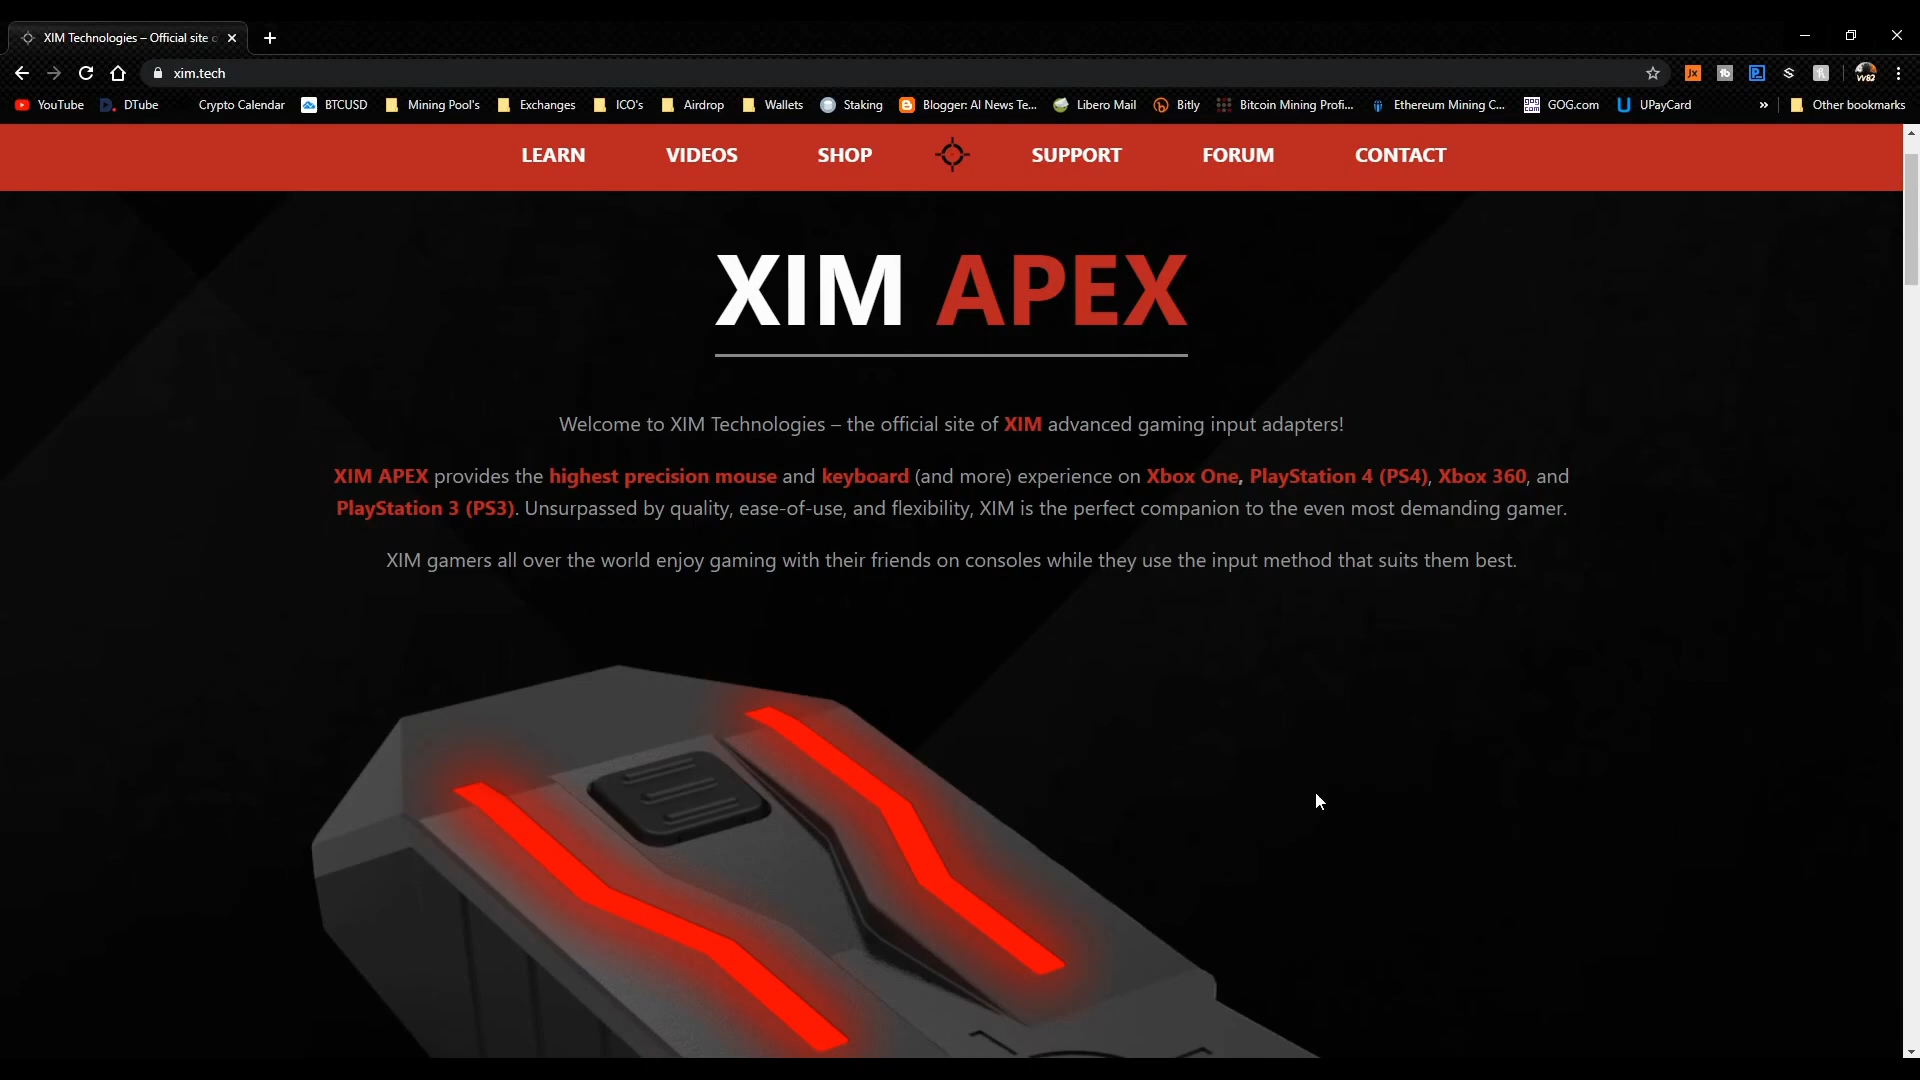 XIM Technologies – Official site o
xim.tech
YouTube DTube Crypto Calendar BTCUSD Mining Pool's Exchanges ICO's Airdrop Wallets Staking Blogger: AI News Te... Libero Mail Bitly Bitcoin Mining Profi... Ethereum Mining C... GOG.com UPayCard » Other bookmarks
LEARN VIDEOS SHOP SUPPORT FORUM CONTACT
XIM APEX
Welcome to XIM Technologies – the official site of XIM advanced gaming input adapters!
XIM APEX provides the highest precision mouse and keyboard (and more) experience on Xbox One, PlayStation 4 (PS4), Xbox 360, and
PlayStation 3 (PS3). Unsurpassed by quality, ease-of-use, and flexibility, XIM is the perfect companion to the even most demanding gamer.
XIM gamers all over the world enjoy gaming with their friends on consoles while they use the input method that suits them best.